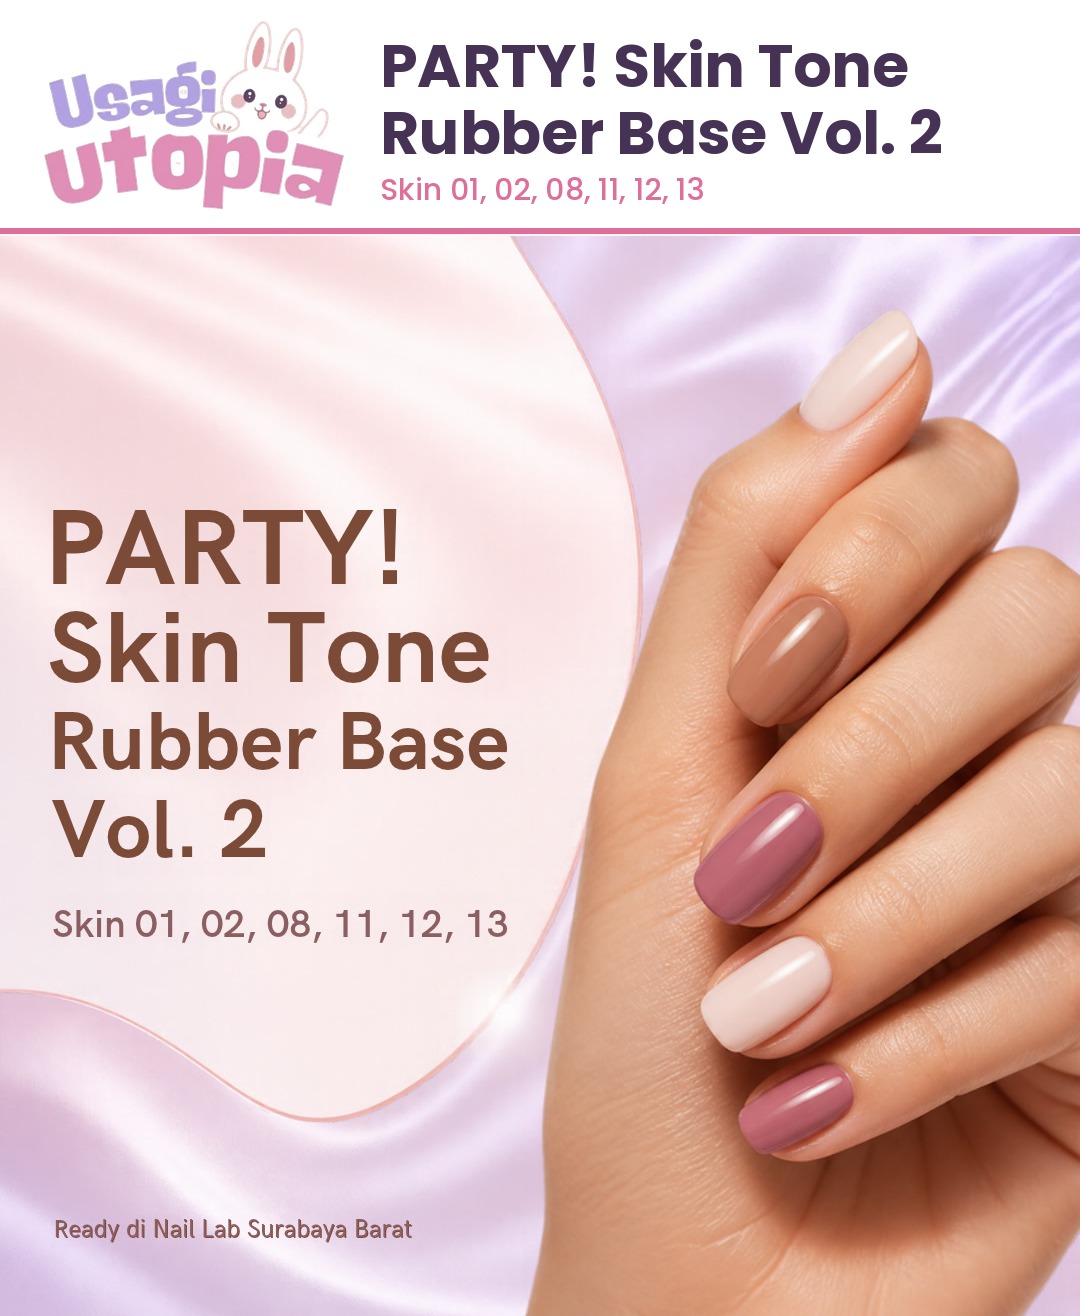 Usagi
utopia
PARTY! Skin Tone
Rubber Base Vol. 2
Skin 01, 02, 08, 11, 12, 13
PARTY!
Skin Tone
Rubber Base
Vol. 2
Skin 01, 02, 08, 11, 12, 13
Ready di Nail Lab Surabaya Barat